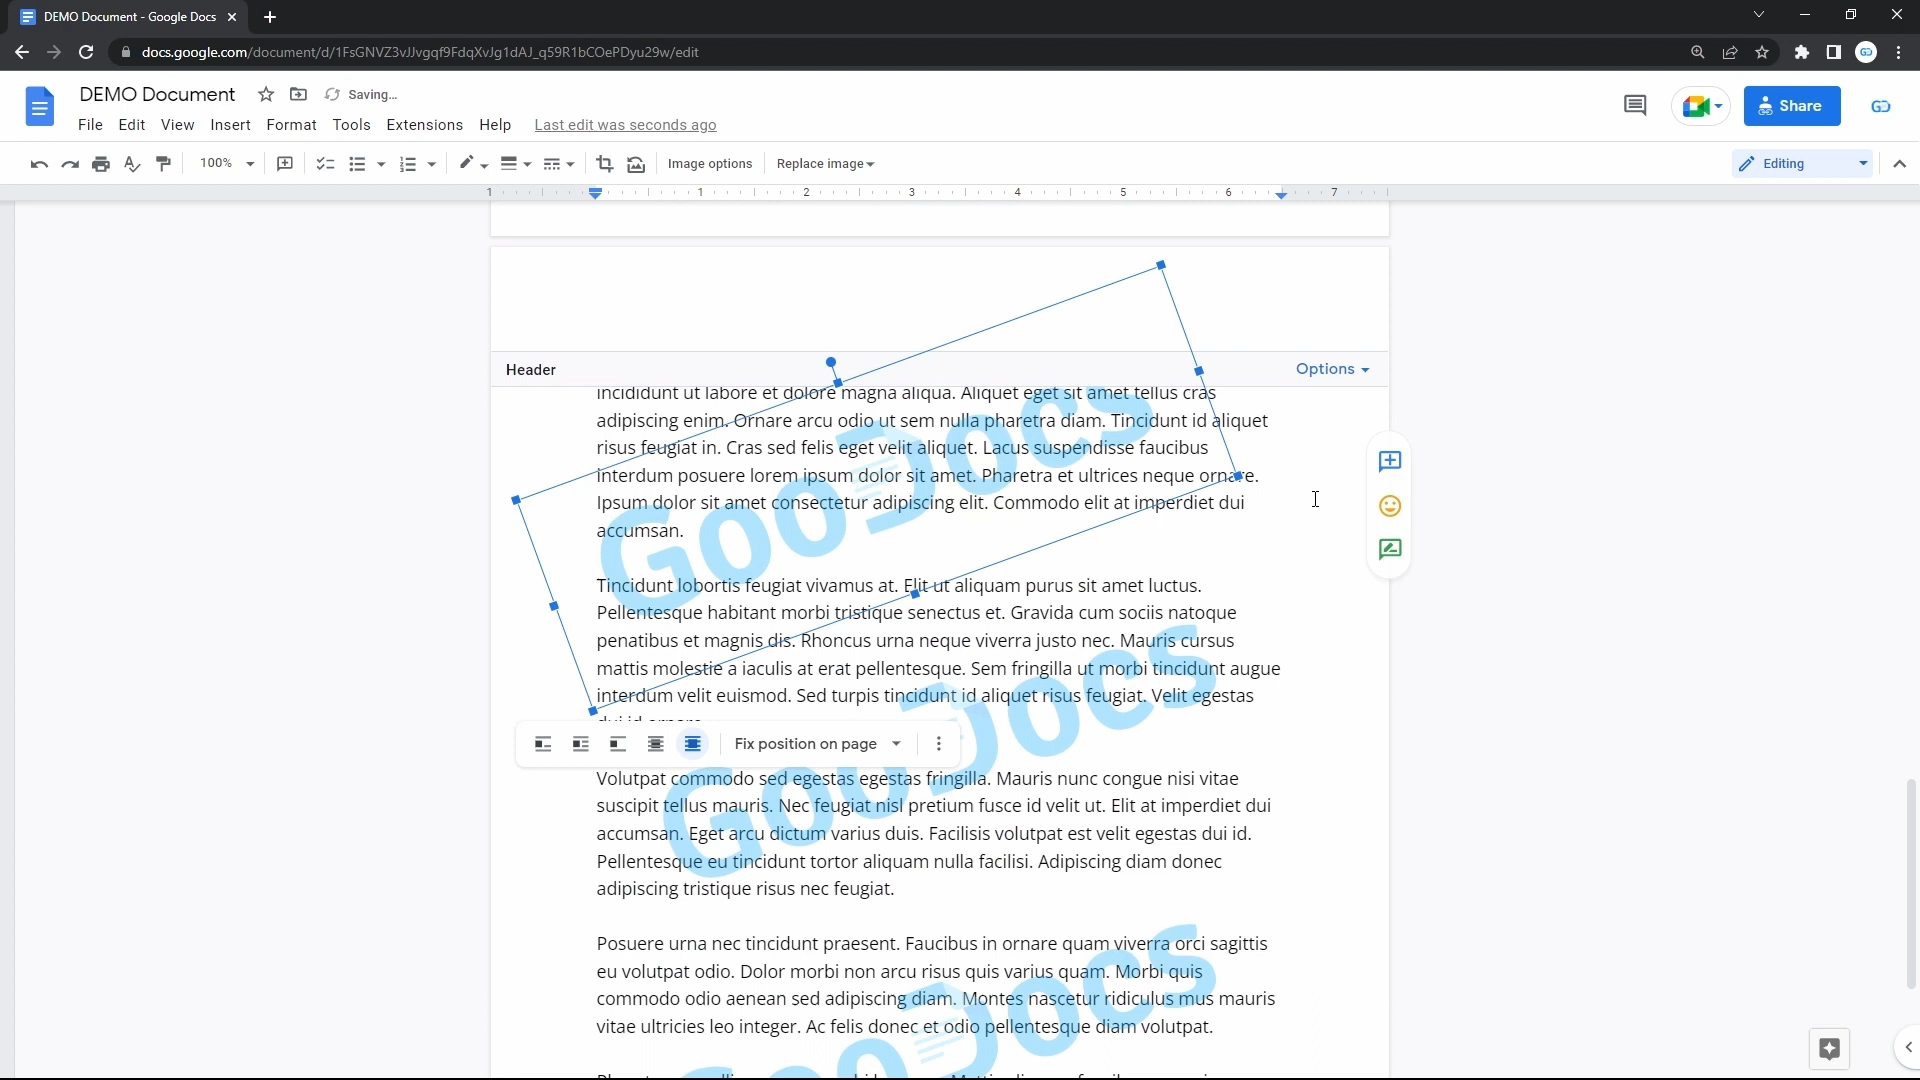 DEMO Document - Google Docs
docs.google.com/document/d/1FsGNVZ3vJJvgqf9FdqXvJg1dAJ_q59R1bCOePDyu29w/edit
DEMO Document
Saving...
Share
File Edit View Insert Format Tools Extensions Help Last edit was seconds ago
100% Image options Replace image Editing
1 1 2 3 4 5 6 7
Header Options
incididunt ut labore et dolore magna aliqua. Aliquet eget sit amet tellus cras
adipiscing enim. Ornare arcu odio ut sem nulla pharetra diam. Tincidunt id aliquet
risus feugiat in. Cras sed felis eget velit aliquet. Lacus suspendisse faucibus
interdum posuere lorem ipsum dolor sit amet. Pharetra et ultrices neque ornare.
Ipsum dolor sit amet consectetur adipiscing elit. Commodo elit at imperdiet dui
accumsan.
GooDocs
Tincidunt lobortis feugiat vivamus at. Elit ut aliquam purus sit amet luctus.
Pellentesque habitant morbi tristique senectus et. Gravida cum sociis natoque
penatibus et magnis dis. Rhoncus urna neque viverra justo nec. Mauris cursus
mattis molestie a iaculis at erat pellentesque. Sem fringilla ut morbi tincidunt augue
interdum velit euismod. Sed turpis tincidunt id aliquet risus feugiat. Velit egestas
Fix position on page
GooDocs
Volutpat commodo sed egestas egestas fringilla. Mauris nunc congue nisi vitae
suscipit tellus mauris. Nec feugiat nisl pretium fusce id velit ut. Elit at imperdiet dui
accumsan. Eget arcu dictum varius duis. Facilisis volutpat est velit egestas dui id.
Pellentesque eu tincidunt tortor aliquam nulla facilisi. Adipiscing diam donec
adipiscing tristique risus nec feugiat.
Posuere urna nec tincidunt praesent. Faucibus in ornare quam viverra orci sagittis
eu volutpat odio. Dolor morbi non arcu risus quis varius quam. Morbi quis
commodo odio aenean sed adipiscing diam. Montes nascetur ridiculus mus mauris
vitae ultricies leo integer. Ac felis donec et odio pellentesque diam volutpat.
GooDocs